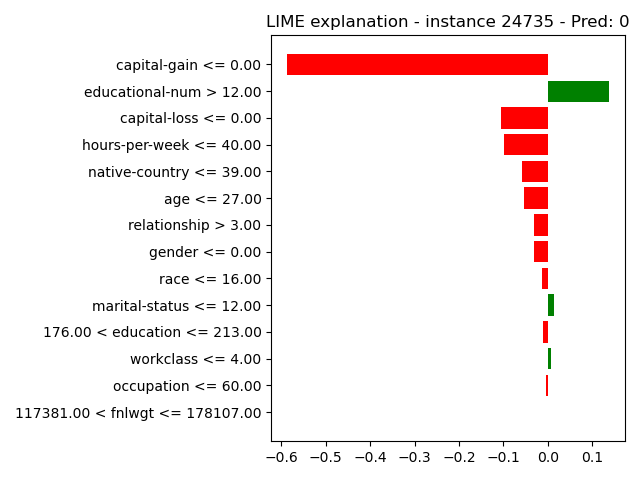 LIME explanation - instance 24735 - Pred: 0
capital-gain <= 0.00
educational-num > 12.00
capital-loss <= 0.00
hours-per-week <= 40.00
native-country <= 39.00
age <= 27.00
relationship > 3.00
gender <= 0.00
race <= 16.00
marital-status <= 12.00
176.00 < education <= 213.00
workclass <= 4.00
occupation <= 60.00
117381.00 < fnlwgt <= 178107.00
−0.6 −0.5 −0.4 −0.3 −0.2 −0.1 0.0 0.1